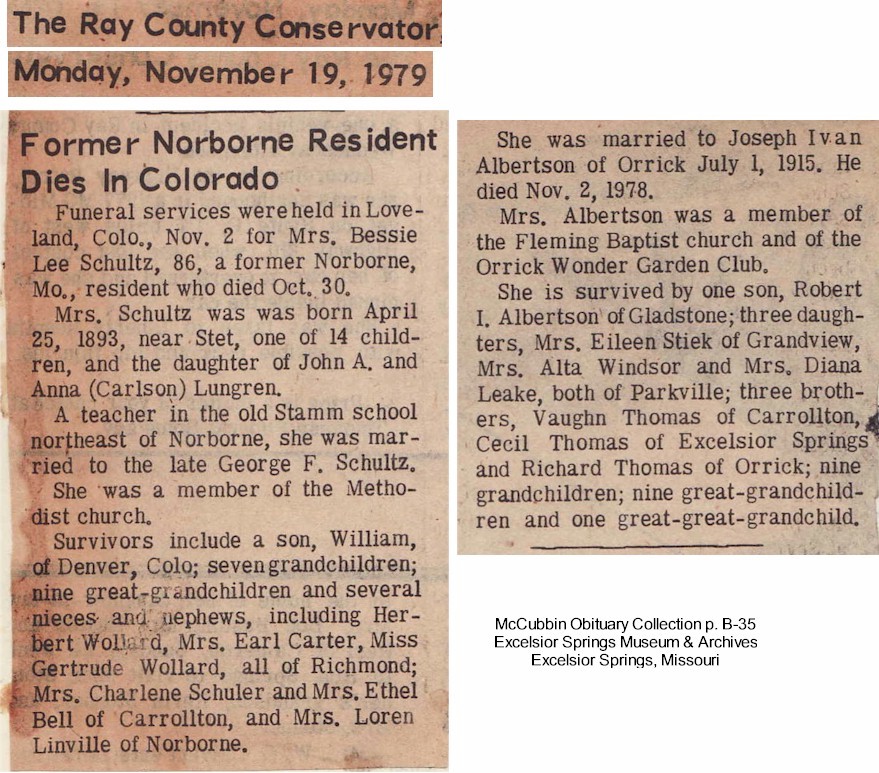 The Ray County Conservator,
Monday, November 19, 1979
Former Norborne Resident
Dies In Colorado
Funeral services were held in Love-
land, Colo., Nov. 2 for Mrs. Bessie
Lee Schultz, 86, a former Norborne,
Mo., resident who died Oct. 30.
Mrs. Schultz was was born April
25, 1893, near Stet, one of 14 child-
ren, and the daughter of John A. and
Anna (Carlson) Lungren.
A teacher in the old Stamm school
northeast of Norborne, she was mar-
ried to the late George F. Schultz.
She was a member of the Metho-
dist church.
Survivors include a son, William,
of Denver, Colo; seven grandchildren;
nine great-grandchildren and several
nieces and nephews, including Her-
bert Wollard, Mrs. Earl Carter, Miss
Gertrude Wollard, all of Richmond;
Mrs. Charlene Schuler and Mrs. Ethel
Bell of Carrollton, and Mrs. Loren
Linville of Norborne.
She was married to Joseph Ivan
Albertson of Orrick July 1, 1915. He
died Nov. 2, 1978.
Mrs. Albertson was a member of
the Fleming Baptist church and of the
Orrick Wonder Garden Club.
She is survived by one son, Robert
I. Albertson of Gladstone; three daugh-
ters, Mrs. Eileen Stiek of Grandview,
Mrs. Alta Windsor and Mrs. Diana
Leake, both of Parkville; three broth-
ers, Vaughn Thomas of Carrollton,
Cecil Thomas of Excelsior Springs
and Richard Thomas of Orrick; nine
grandchildren; nine great-grandchild-
ren and one great-great-grandchild.
McCubbin Obituary Collection p. B-35
Excelsior Springs Museum & Archives
Excelsior Springs, Missouri